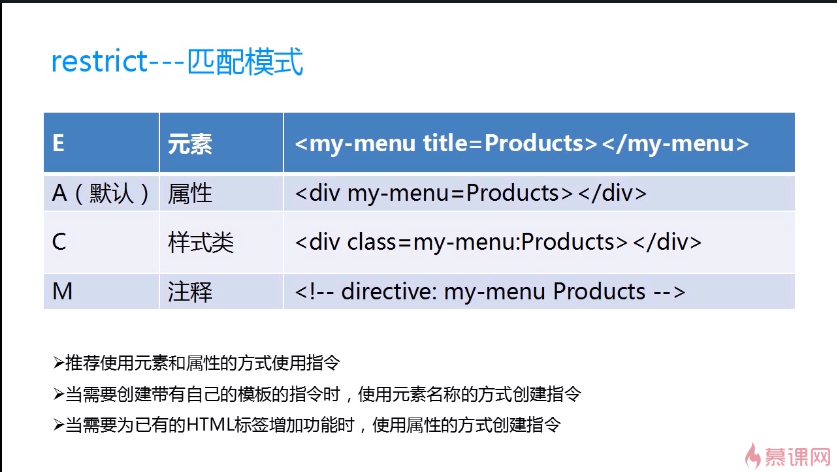 restrict---匹配模式
E 元素 <my-menu title=Products></my-menu>
A（默认） 属性 <div my-menu=Products></div>
C 样式类 <div class=my-menu:Products></div>
M 注释 <!-- directive: my-menu Products -->
➢推荐使用元素和属性的方式使用指令
➢当需要创建带有自己的模板的指令时，使用元素名称的方式创建指令
➢当需要为已有的HTML标签增加功能时，使用属性的方式创建指令
慕课网